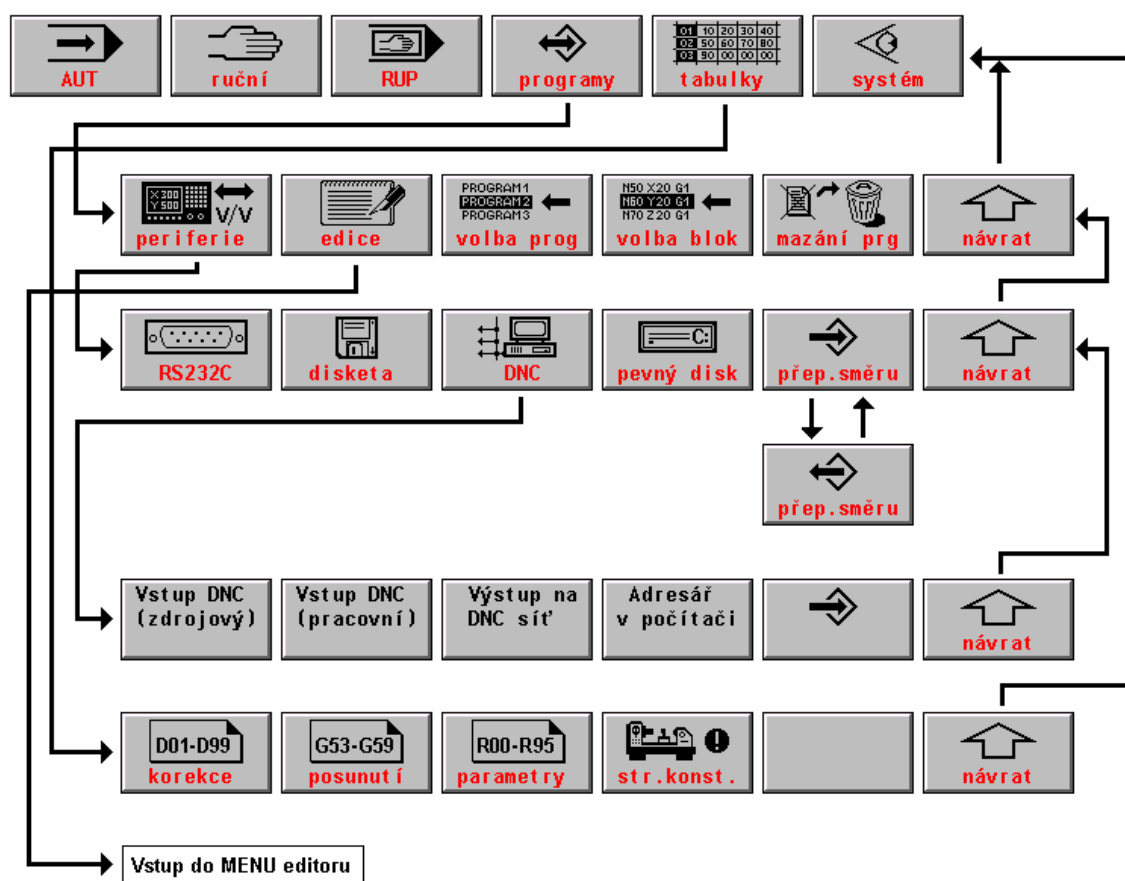 AUT
ruční
RUP
programy
01 10 20 30 40
02 50 60 70 80
03 90 00 00 00
tabulky
systém
X300
Y500
V/V
periferie
edice
PROGRAM1
PROGRAM2
PROGRAM3
volba prog
N50 X20 G1
N60 Y20 G1
N70 Z20 G1
volba blok
mazání prg
návrat
RS232C
disketa
DNC
C:
pevný disk
přep.směru
návrat
přep.směru
Vstup DNC
(zdrojový)
Vstup DNC
(pracovní)
Výstup na
DNC síť
Adresář
v počítači
návrat
D01-D99
korekce
G53-G59
posunutí
R00-R95
parametry
str.konst.
návrat
Vstup do MENU editoru